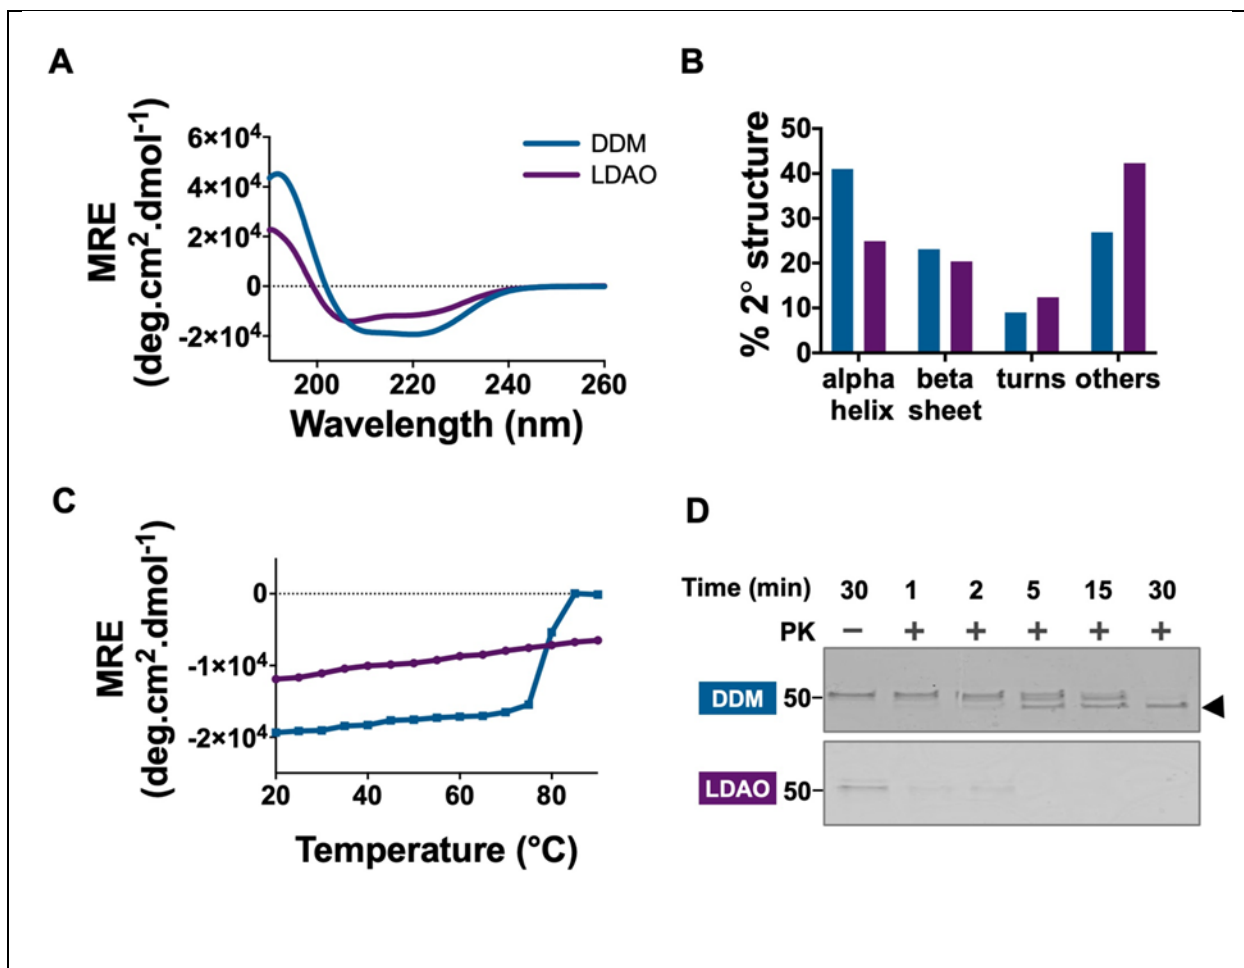 A
MRE
(deg.cm².dmol⁻¹)
6×10⁴
4×10⁴
2×10⁴
0
-2×10⁴
200 220 240 260
Wavelength (nm)
DDM
LDAO
B
% 2° structure
50
40
30
20
10
0
alpha beta turns others
helix sheet
C
MRE
(deg.cm².dmol⁻¹)
0
-1×10⁴
-2×10⁴
20 40 60 80
Temperature (°C)
D
Time (min) 30 1 2 5 15 30
PK − + + + + +
DDM 50
LDAO 50